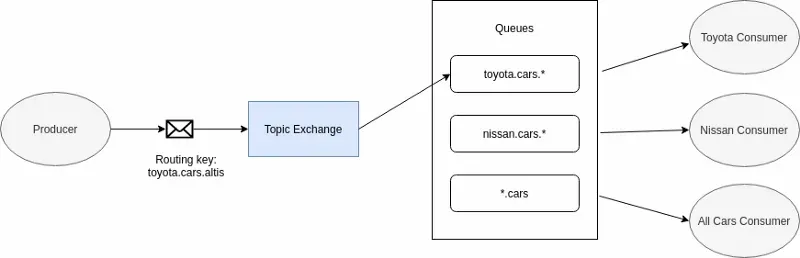 Producer
Routing key:
toyota.cars.altis
Topic Exchange
Queues
toyota.cars.*
nissan.cars.*
*.cars
Toyota Consumer
Nissan Consumer
All Cars Consumer